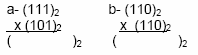 a- (111)₂ b- (110)₂
x (101)₂ x (110)₂
( )₂ ( )₂